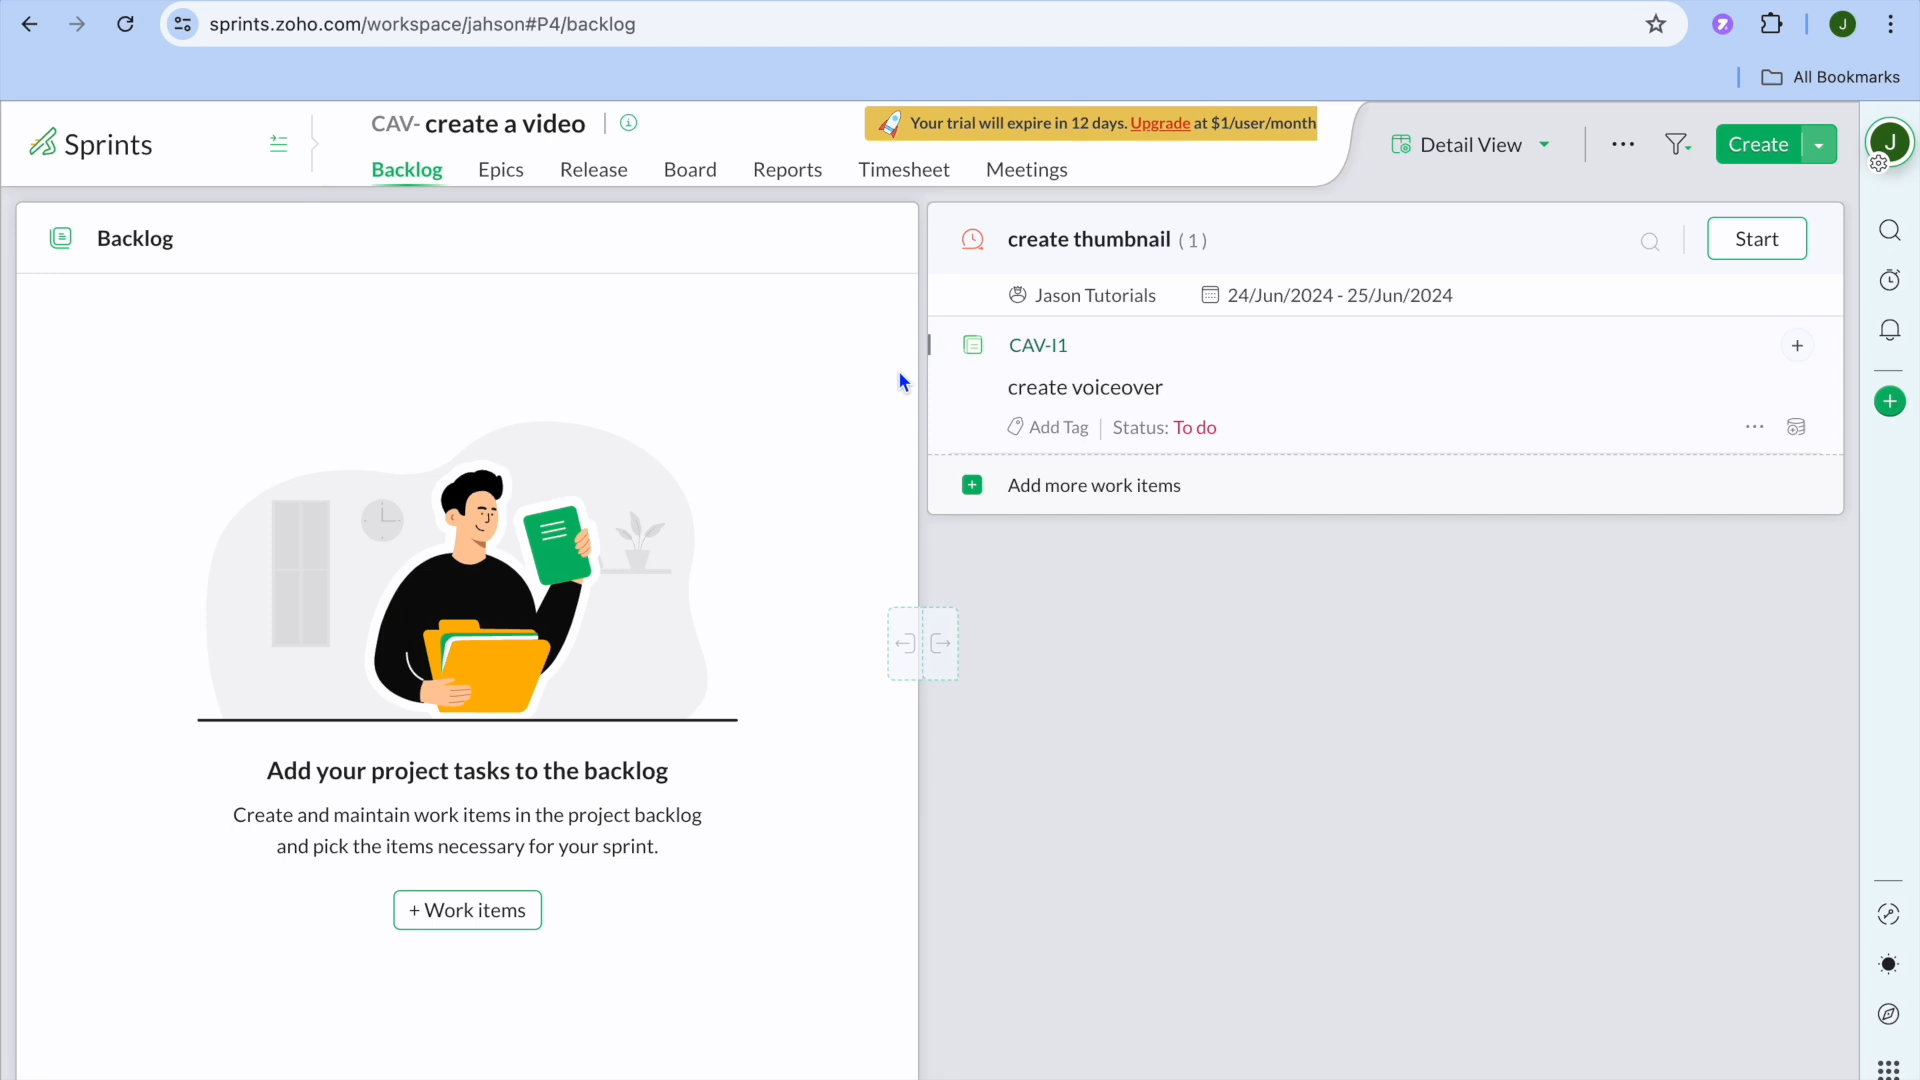 sprints.zoho.com/workspace/jahson#P4/backlog
J
All Bookmarks
Sprints
CAV- create a video
Your trial will expire in 12 days. Upgrade at $1/user/month
Backlog Epics Release Board Reports Timesheet Meetings
Detail View
Create
J
Backlog
create thumbnail ( 1 )
Start
Jason Tutorials
24/Jun/2024 - 25/Jun/2024
CAV-I1
create voiceover
Add Tag
Status: To do
Add more work items
Add your project tasks to the backlog
Create and maintain work items in the project backlog
and pick the items necessary for your sprint.
+ Work items